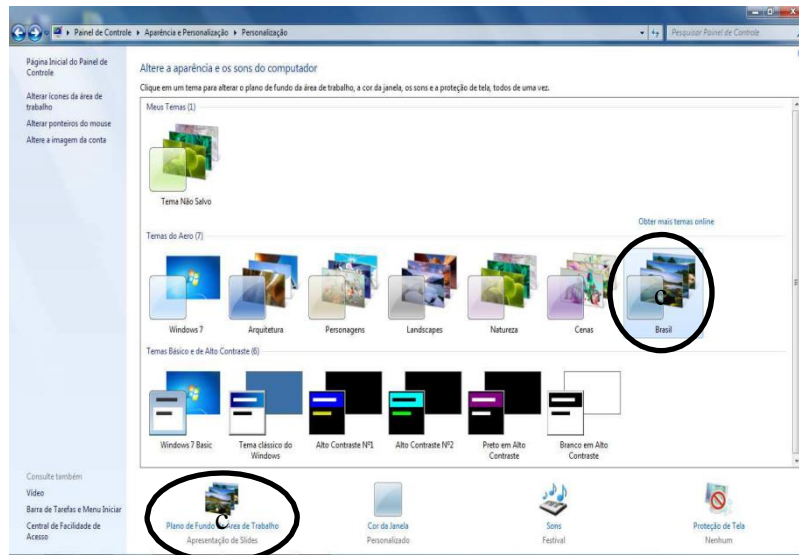 Painel de Controle ▸ Aparência e Personalização ▸ Personalização
Pesquisar Painel de Controle
Página Inicial do Painel de
Controle
Alterar ícones da área de
trabalho
Alterar ponteiros do mouse
Altere a imagem da conta
Altere a aparência e os sons do computador
Clique em um tema para alterar o plano de fundo da área de trabalho, a cor da janela, os sons e a proteção de tela, todos de uma vez.
Meus Temas (1)
Tema Não Salvo
Obter mais temas online
Temas do Aero (7)
C
Windows 7
Arquitetura
Personagens
Landscapes
Natureza
Cenas
Brasil
Temas Básico e de Alto Contraste (6)
Windows 7 Basic
Tema clássico do
Windows
Alto Contraste Nº1
Alto Contraste Nº2
Preto em Alto
Contraste
Branco em Alto
Contraste
Consulte também
Vídeo
Barra de Tarefas e Menu Iniciar
Central de Facilidade de
Acesso
C
Plano de Fundo Área de Trabalho
Apresentação de Slides
Cor da Janela
Personalizado
Sons
Festival
Proteção de Tela
Nenhum